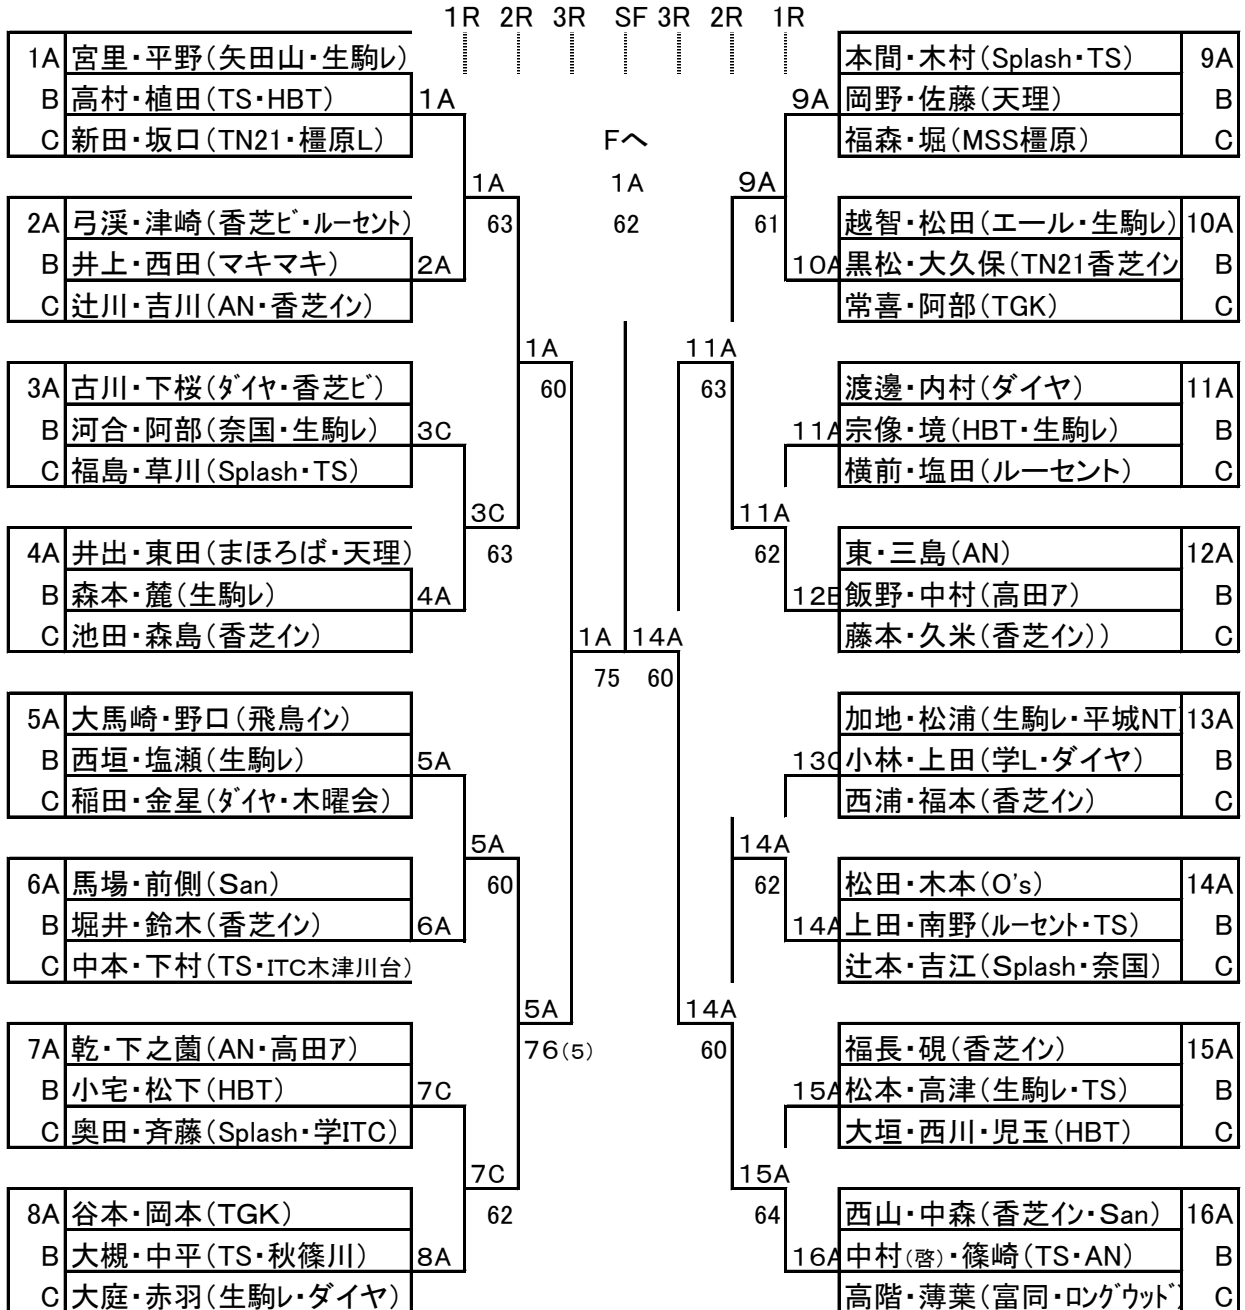 1R 2R 3R SF 3R 2R 1R
1A 宮里・平野(矢田山・生駒レ)
B 高村・植田(TS・HBT)
C 新田・坂口(TN21・橿原L)
1A
2A 弓渓・津崎(香芝ビ・ルーセント)
B 井上・西田(マキマキ)
C 辻川・吉川(AN・香芝イン)
2A
1A
63
3A 古川・下桜(ダイヤ・香芝ビ)
B 河合・阿部(奈国・生駒レ)
C 福島・草川(Splash・TS)
3C
4A 井出・東田(まほろば・天理)
B 森本・麓(生駒レ)
C 池田・森島(香芝イン)
4A
3C
63
1A
60
5A 大馬崎・野口(飛鳥イン)
B 西垣・塩瀬(生駒レ)
C 稲田・金星(ダイヤ・木曜会)
5A
6A 馬場・前側(San)
B 堀井・鈴木(香芝イン)
C 中本・下村(TS・ITC木津川台)
6A
5A
60
7A 乾・下之薗(AN・高田ア)
B 小宅・松下(HBT)
C 奥田・斉藤(Splash・学ITC)
7C
8A 谷本・岡本(TGK)
B 大槻・中平(TS・秋篠川)
C 大庭・赤羽(生駒レ・ダイヤ)
8A
7C
62
5A
76(5)
1A
75
Fへ
1A
62
14A
60
本間・木村(Splash・TS) 9A
岡野・佐藤(天理) B
福森・堀(MSS橿原) C
9A
越智・松田(エール・生駒レ) 10A
黒松・大久保(TN21香芝イン B
常喜・阿部(TGK) C
10A
9A
61
渡邊・内村(ダイヤ) 11A
宗像・境(HBT・生駒レ) B
横前・塩田(ルーセント) C
11A
東・三島(AN) 12A
飯野・中村(高田ア) B
藤本・久米(香芝イン)) C
12B
11A
62
11A
63
加地・松浦(生駒レ・平城NT) 13A
小林・上田(学L・ダイヤ) B
西浦・福本(香芝イン) C
13C
松田・木本(O's) 14A
上田・南野(ルーセント・TS) B
辻本・吉江(Splash・奈国) C
14A
14A
62
福長・硯(香芝イン) 15A
松本・高津(生駒レ・TS) B
大垣・西川・児玉(HBT) C
15A
西山・中森(香芝イン・San) 16A
中村(啓)・篠崎(TS・AN) B
高階・薄葉(富同・ロングウッド) C
16A
15A
64
14A
60